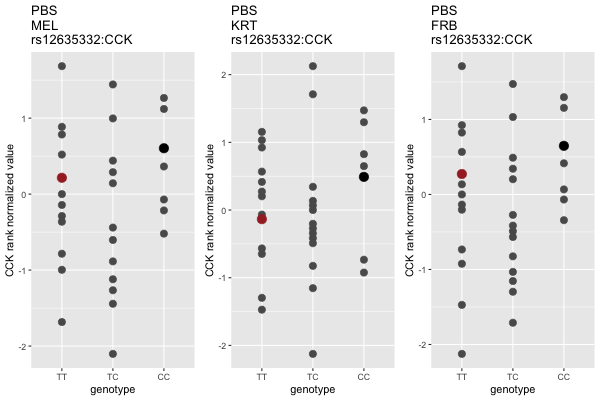 PBS
MEL
rs12635332:CCK
CCK rank normalized value
1
0
-1
-2
TT TC CC
genotype
PBS
KRT
rs12635332:CCK
CCK rank normalized value
2
1
0
-1
-2
TT TC CC
genotype
PBS
FRB
rs12635332:CCK
CCK rank normalized value
1
0
-1
-2
TT TC CC
genotype